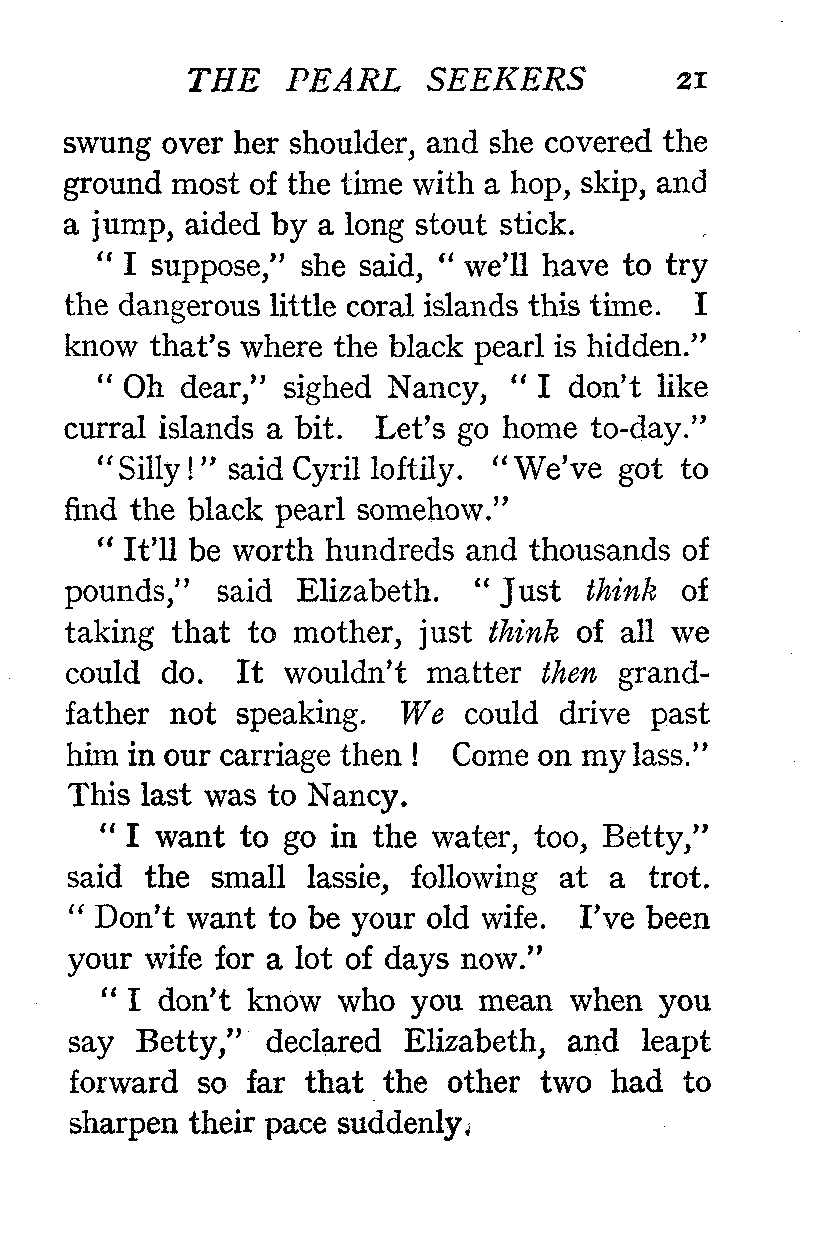 THE PEARL SEEKERS 21
swung over her shoulder, and she covered the
ground most of the time with a hop, skip, and
a jump, aided by a long stout stick.
“ I suppose,” she said, “ we’ll have to try
the dangerous little coral islands this time. I
know that’s where the black pearl is hidden.”
“ Oh dear,” sighed Nancy, “ I don’t like
curral islands a bit. Let’s go home to-day.”
“Silly!” said Cyril loftily. “We’ve got to
find the black pearl somehow.”
“ It’ll be worth hundreds and thousands of
pounds,” said Elizabeth. “ Just think of
taking that to mother, just think of all we
could do. It wouldn’t matter then grand-
father not speaking. We could drive past
him in our carriage then ! Come on my lass.”
This last was to Nancy.
“ I want to go in the water, too, Betty,”
said the small lassie, following at a trot.
“ Don’t want to be your old wife. I’ve been
your wife for a lot of days now.”
“ I don’t know who you mean when you
say Betty,” declared Elizabeth, and leapt
forward so far that the other two had to
sharpen their pace suddenly.